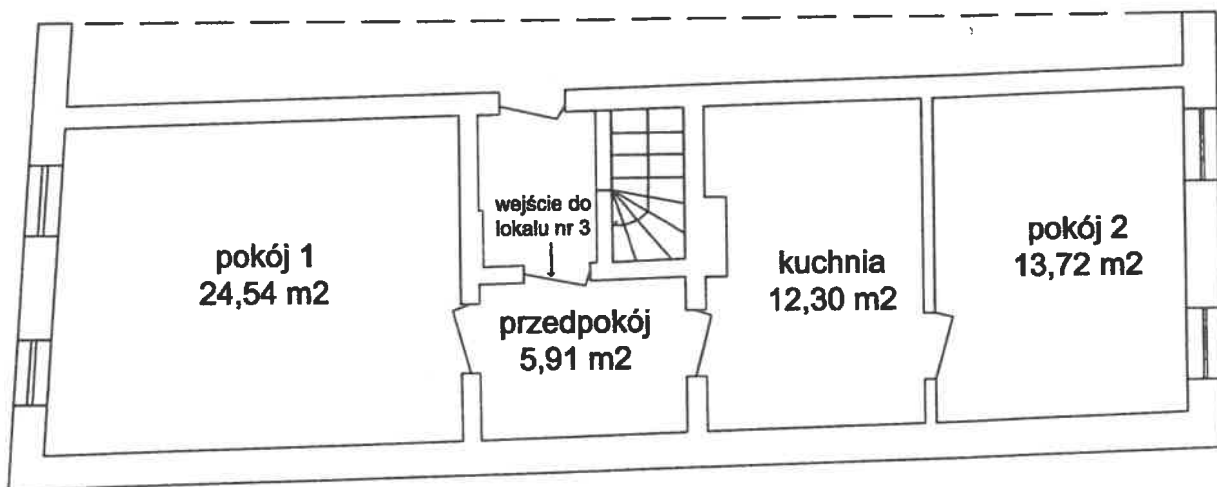 wejście do
lokalu nr 3
pokój 1
24,54 m2
przedpokój
5,91 m2
kuchnia
12,30 m2
pokój 2
13,72 m2